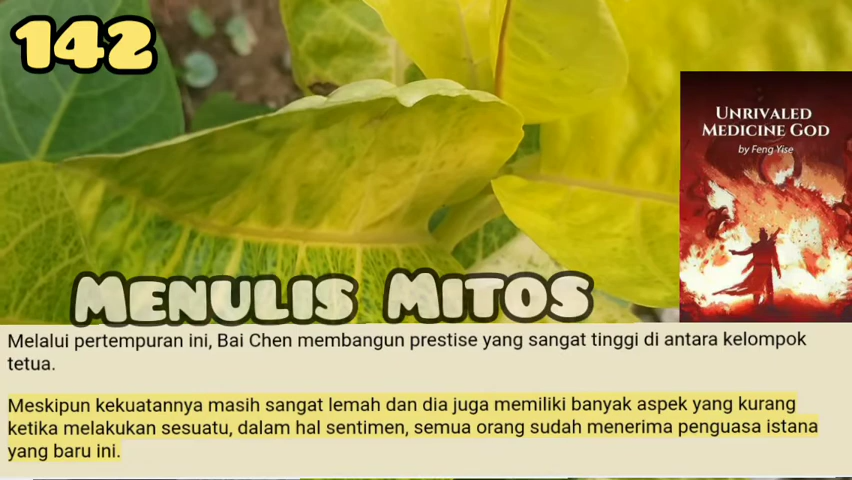 142
UNRIVALED
MEDICINE GOD
by Feng Yise
MENULIS MITOS
Melalui pertempuran ini, Bai Chen membangun prestise yang sangat tinggi di antara kelompok
tetua.
Meskipun kekuatannya masih sangat lemah dan dia juga memiliki banyak aspek yang kurang
ketika melakukan sesuatu, dalam hal sentimen, semua orang sudah menerima penguasa istana
yang baru ini.